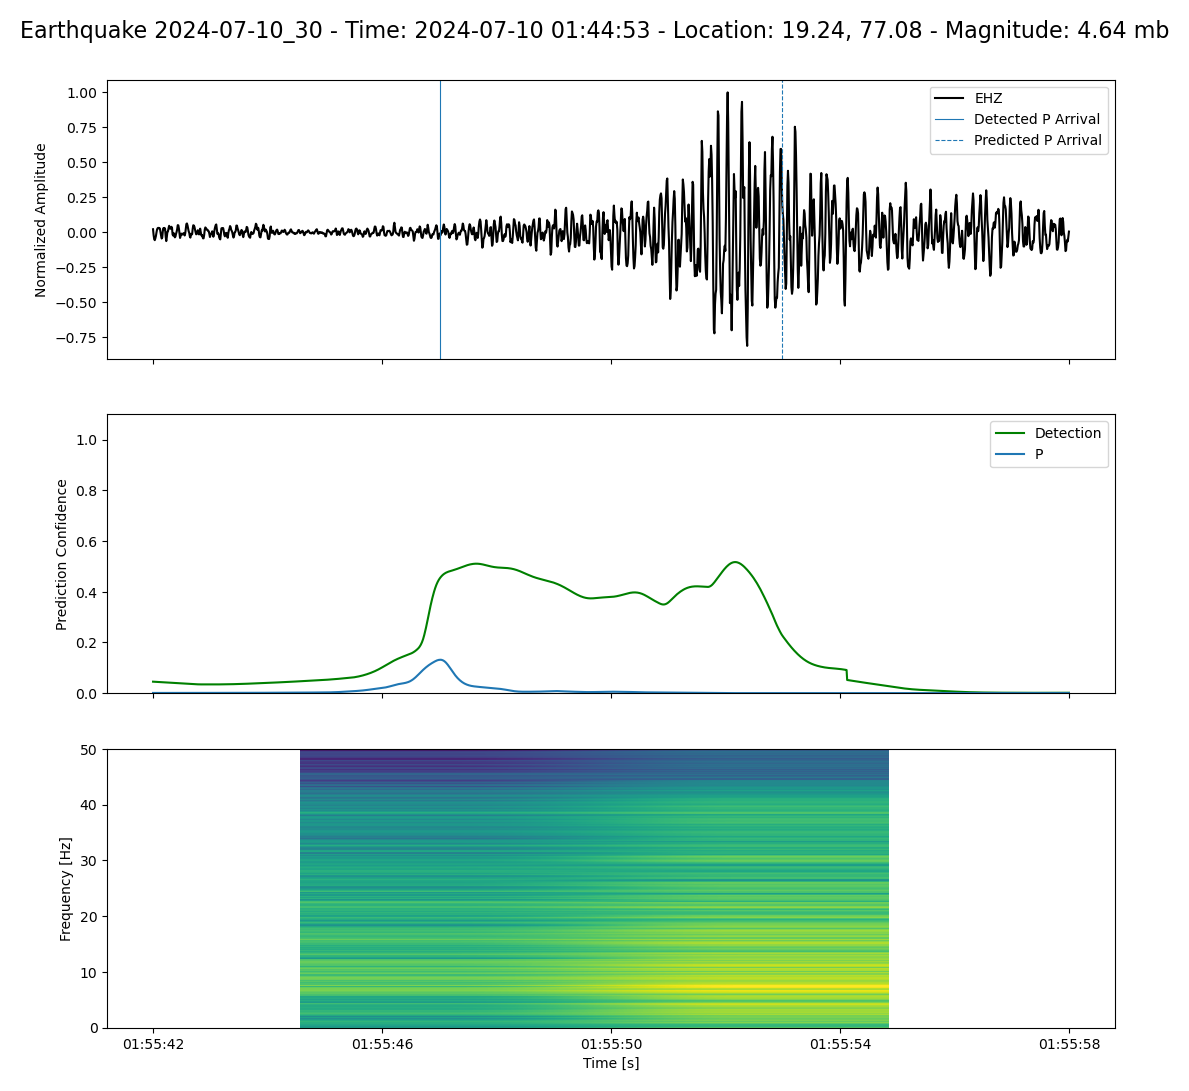 Earthquake 2024-07-10_30 - Time: 2024-07-10 01:44:53 - Location: 19.24, 77.08 - Magnitude: 4.64 mb
Normalized Amplitude
1.00
0.75
0.50
0.25
0.00
−0.25
−0.50
−0.75
EHZ
Detected P Arrival
Predicted P Arrival
Prediction Confidence
1.0
0.8
0.6
0.4
0.2
0.0
Detection
P
Frequency [Hz]
50
40
30
20
10
0
01:55:42 01:55:46 01:55:50 01:55:54 01:55:58
Time [s]